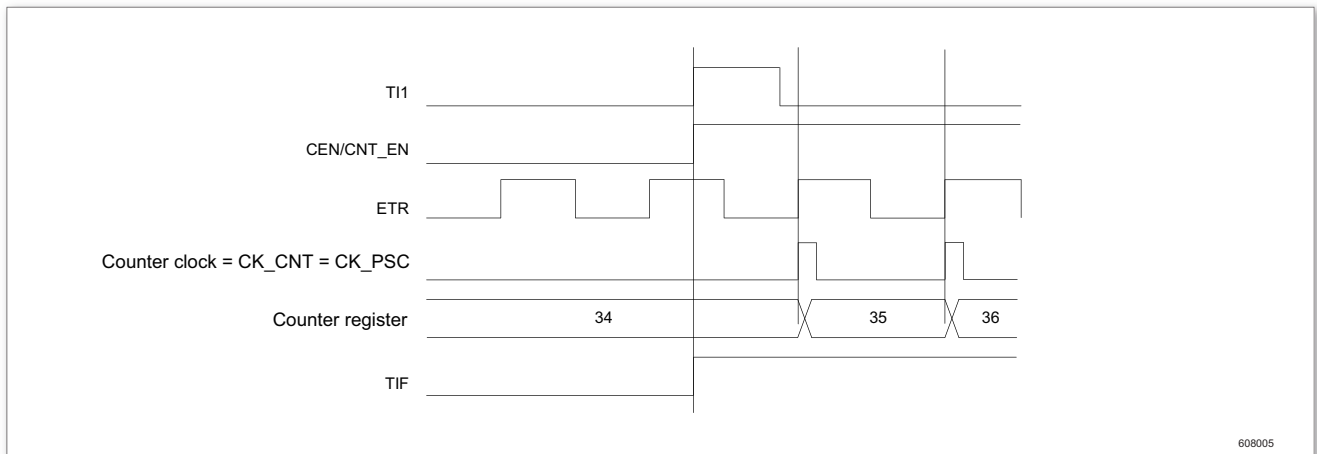 TI1
CEN/CNT_EN
ETR
Counter clock = CK_CNT = CK_PSC
Counter register
34
35
36
TIF
608005